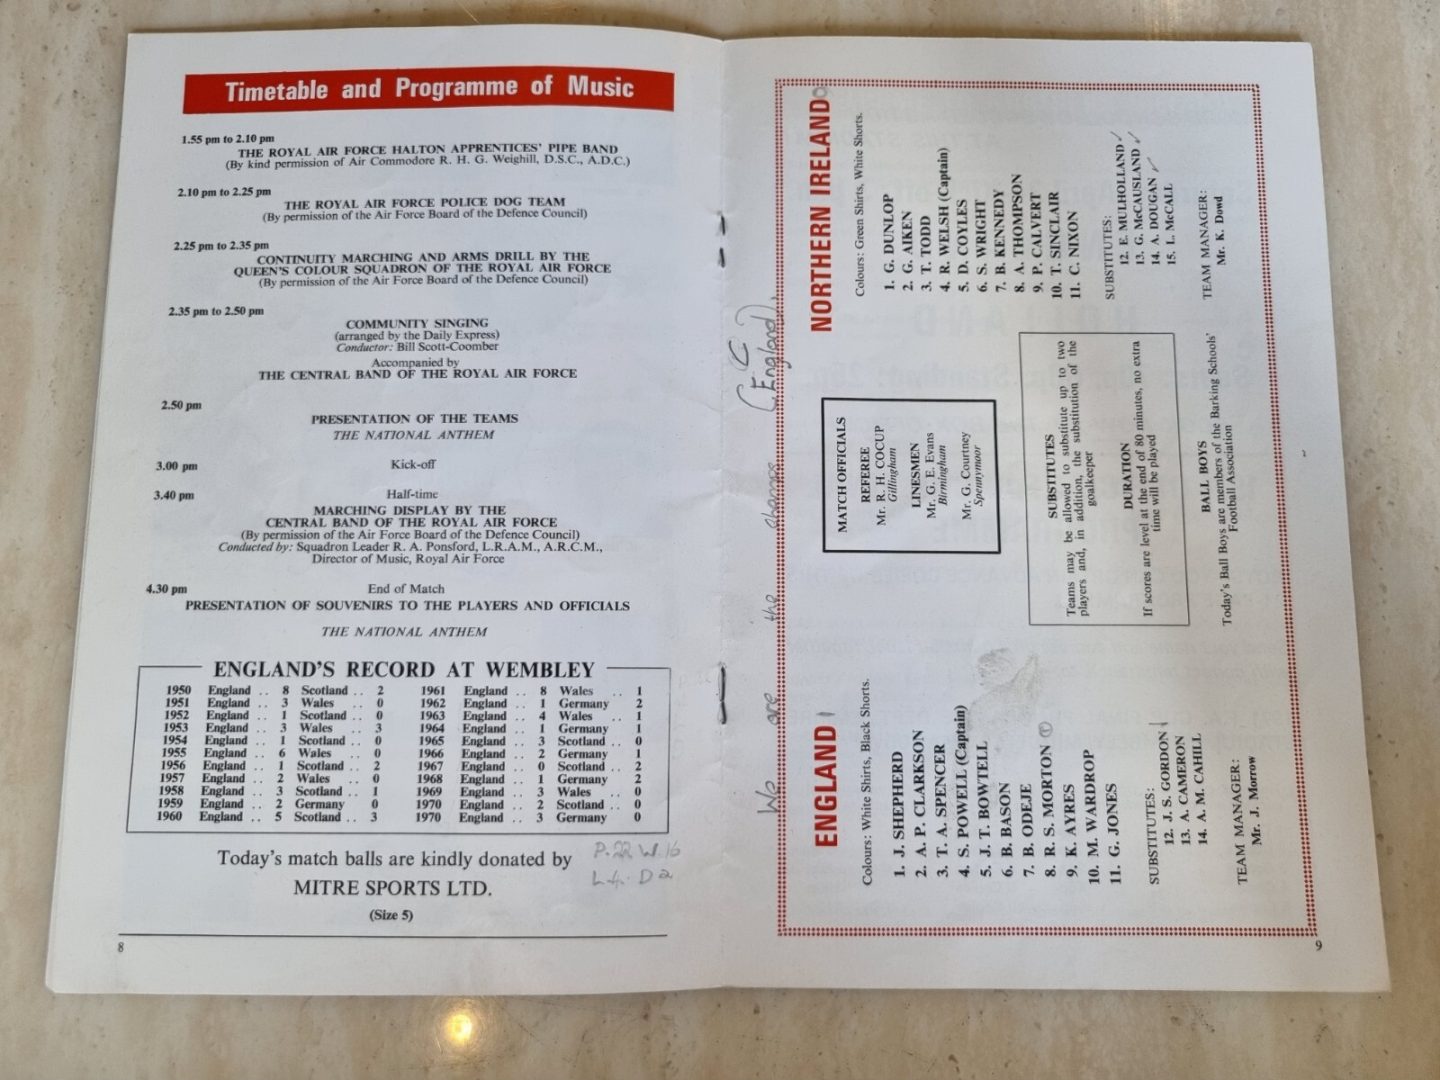 Timetable and Programme of Music
1.55 pm to 2.10 pm
THE ROYAL AIR FORCE HALTON APPRENTICES' PIPE BAND
(By kind permission of Air Commodore R. H. G. Weighill, D.S.C., A.D.C.)
2.10 pm to 2.25 pm
THE ROYAL AIR FORCE POLICE DOG TEAM
(By permission of the Air Force Board of the Defence Council)
2.25 pm to 2.35 pm
CONTINUITY MARCHING AND ARMS DRILL BY THE
QUEEN'S COLOUR SQUADRON OF THE ROYAL AIR FORCE
(By permission of the Air Force Board of the Defence Council)
2.35 pm to 2.50 pm
COMMUNITY SINGING
(arranged by the Daily Express)
Conductor: Bill Scott-Coomber
Accompanied by
THE CENTRAL BAND OF THE ROYAL AIR FORCE
2.50 pm
PRESENTATION OF THE TEAMS
THE NATIONAL ANTHEM
3.00 pm Kick-off
3.40 pm Half-time
MARCHING DISPLAY BY THE
CENTRAL BAND OF THE ROYAL AIR FORCE
(By permission of the Air Force Board of the Defence Council)
Conducted by: Squadron Leader R. A. Ponsford, L.R.A.M., A.R.C.M.,
Director of Music, Royal Air Force
4.30 pm End of Match
PRESENTATION OF SOUVENIRS TO THE PLAYERS AND OFFICIALS
THE NATIONAL ANTHEM
ENGLAND'S RECORD AT WEMBLEY
1950 England .. 8 Scotland .. 2 1961 England .. 8 Wales .. 1
1951 England .. 3 Wales .. 0 1962 England .. 1 Germany 2
1952 England .. 1 Scotland .. 0 1963 England .. 4 Wales .. 1
1953 England .. 3 Wales .. 3 1964 England .. 1 Germany 1
1954 England .. 1 Scotland .. 0 1965 England .. 3 Scotland .. 0
1955 England .. 6 Wales .. 0 1966 England .. 2 Germany 1
1956 England .. 1 Scotland .. 2 1967 England .. 0 Scotland .. 2
1957 England .. 2 Wales .. 0 1968 England .. 1 Germany 2
1958 England .. 3 Scotland .. 1 1969 England .. 3 Wales .. 0
1959 England .. 2 Germany 0 1970 England .. 2 Scotland .. 0
1960 England .. 5 Scotland .. 3 1970 England .. 3 Germany 0
Today's match balls are kindly donated by
MITRE SPORTS LTD.
(Size 5)
P.22 W.16
L.4. D 2
8
We are the champs (England).
ENGLAND 1
Colours: White Shirts, Black Shorts.
1. J. SHEPHERD
2. A. P. CLARKSON
3. T. A. SPENCER
4. S. POWELL (Captain)
5. J. T. BOWTELL
6. B. BASON
7. B. ODEJE
8. R. S. MORTON 1
9. K. AYRES
10. M. WARDROP
11. G. JONES
SUBSTITUTES:
12. J. S. GORDON
13. A. CAMERON
14. A. M. CAHILL
TEAM MANAGER:
Mr. J. Morrow
MATCH OFFICIALS
REFEREE
Mr. R. H. COCUP
Gillingham
LINESMEN
Mr. G. E. Evans
Birmingham
Mr. G. Courtney
Spennymoor
SUBSTITUTES
Teams may be allowed to substitute up to two
players and, in addition, the substitution of the
goalkeeper
DURATION
If scores are level at the end of 80 minutes, no extra
time will be played
BALL BOYS
Today's Ball Boys are members of the Barking Schools'
Football Association
NORTHERN IRELAND 0
Colours: Green Shirts, White Shorts.
1. G. DUNLOP
2. G. AIKEN
3. T. TODD
4. R. WELSH (Captain)
5. D. COYLES
6. S. WRIGHT
7. B. KENNEDY
8. A. THOMPSON
9. P. CALVERT
10. T. SINCLAIR
11. C. NIXON
SUBSTITUTES:
12. E. MULHOLLAND ✓
13. G. McCAUSLAND ✓
14. A. DOUGAN ✓
15. L. McCALL
TEAM MANAGER:
Mr. K. Dowd
9